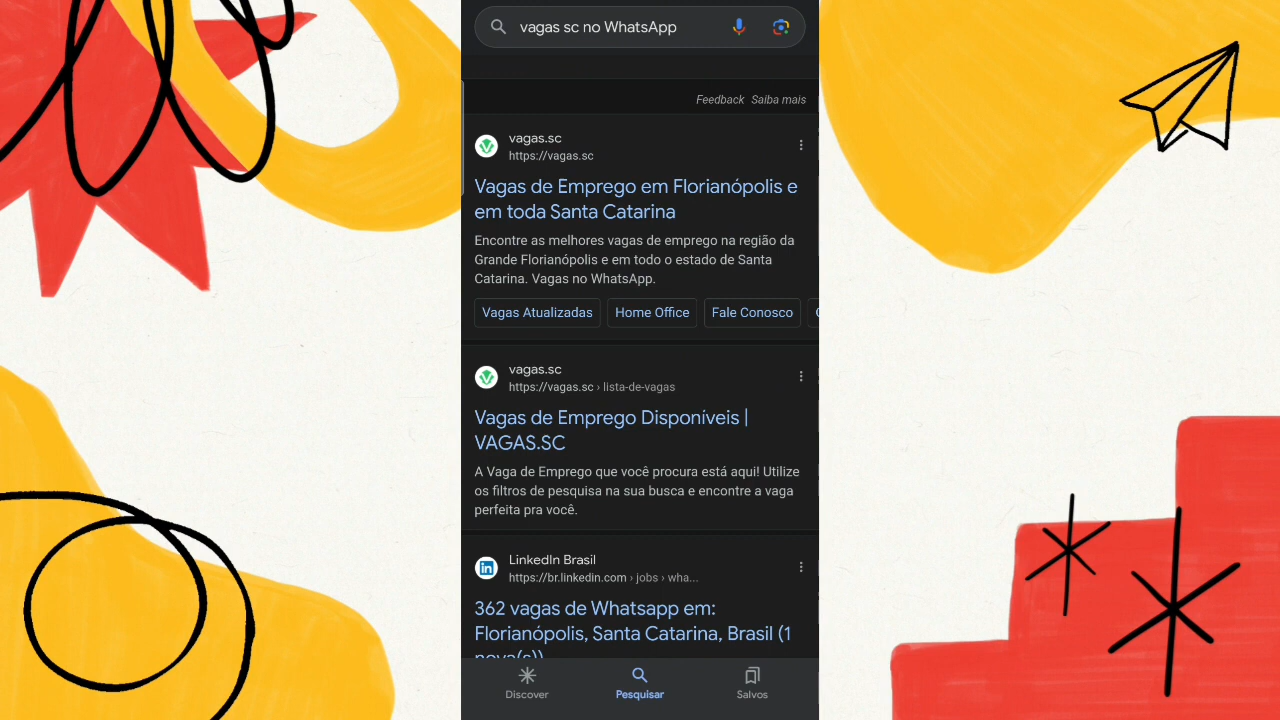 vagas sc no WhatsApp
Feedback Saiba mais
vagas.sc
https://vagas.sc
Vagas de Emprego em Florianópolis e
em toda Santa Catarina
Encontre as melhores vagas de emprego na região da
Grande Florianópolis e em todo o estado de Santa
Catarina. Vagas no WhatsApp.
Vagas Atualizadas Home Office Fale Conosco
vagas.sc
https://vagas.sc › lista-de-vagas
Vagas de Emprego Disponíveis |
VAGAS.SC
A Vaga de Emprego que você procura está aqui! Utilize
os filtros de pesquisa na sua busca e encontre a vaga
perfeita pra você.
LinkedIn Brasil
https://br.linkedin.com › jobs › wha...
362 vagas de Whatsapp em:
Florianópolis, Santa Catarina, Brasil (1
nova(s))
Discover Pesquisar Salvos